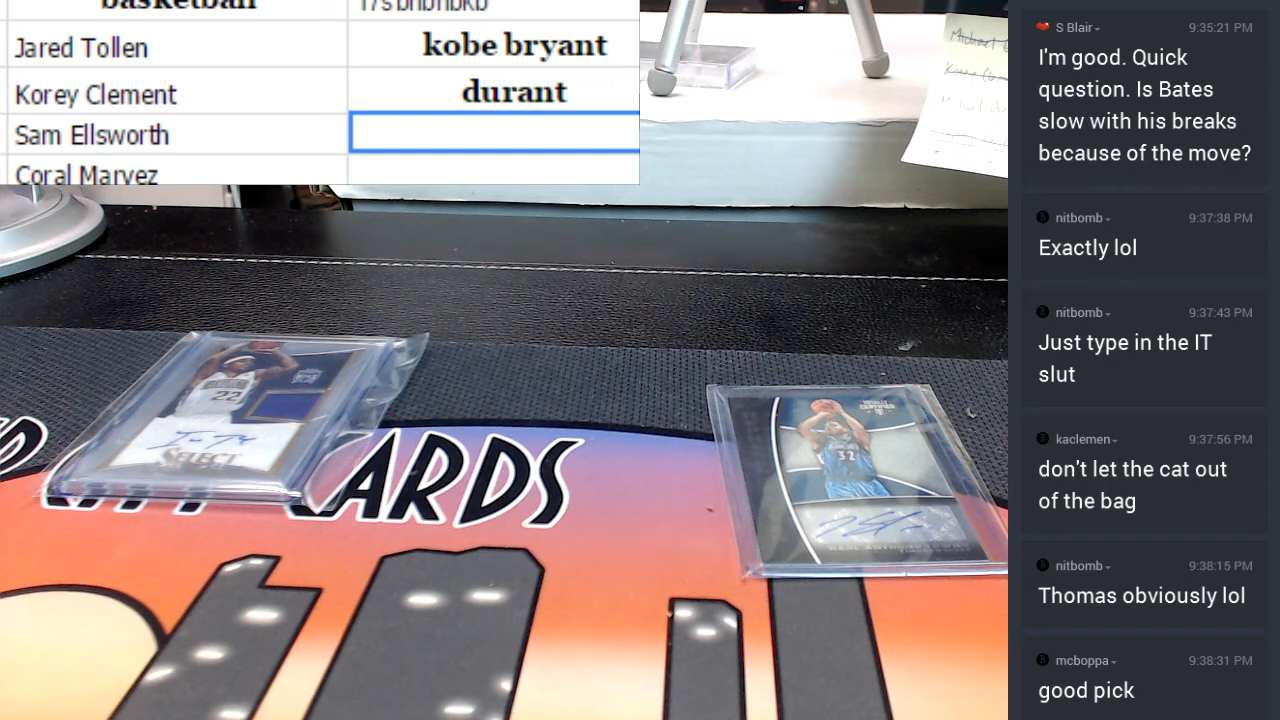 basketball
Jared Tollen
kobe bryant
Korey Clement
durant
Sam Ellsworth
Coral Marvez
22
SELECT
ARDS
TOTALLY
CERTIFIED
32
S Blair
9:35:21 PM
I'm good. Quick
question. Is Bates
slow with his breaks
because of the move?
nitbomb
9:37:38 PM
Exactly lol
nitbomb
9:37:43 PM
Just type in the IT
slut
kaclemen
9:37:56 PM
don't let the cat out
of the bag
nitbomb
9:38:15 PM
Thomas obviously lol
mcboppa
9:38:31 PM
good pick